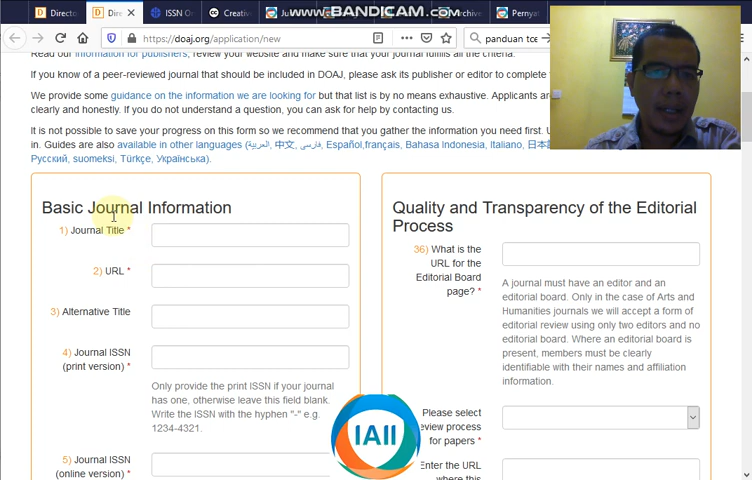 Directo
Dire
ISSN O
Creative
Ju
Archive
Pernyat
www.BANDICAM.COM
https://doaj.org/application/new
panduan tce
Read our information for publishers, review your website and make sure that your journal fulfills all the criteria.
If you know of a peer-reviewed journal that should be included in DOAJ, please ask its publisher or editor to complete
We provide some guidance on the information we are looking for but that list is by no means exhaustive. Applicants are
clearly and honestly. If you do not understand a question, you can ask for help by contacting us.
It is not possible to save your progress on this form so we recommend that you gather the information you need first. U
in. Guides are also available in other languages (العربية, 中文, فارسی, Español,français, Bahasa Indonesia, Italiano, 日本
Русский, suomeksi, Türkçe, Українська).
Basic Journal Information
1) Journal Title *
2) URL *
3) Alternative Title
4) Journal ISSN
(print version) *
Only provide the print ISSN if your journal
has one, otherwise leave this field blank.
Write the ISSN with the hyphen "-" e.g.
1234-4321.
5) Journal ISSN
(online version) *
Quality and Transparency of the Editorial
Process
36) What is the
URL for the
Editorial Board
page? *
A journal must have an editor and an
editorial board. Only in the case of Arts and
Humanities journals we will accept a form of
editorial review using only two editors and no
editorial board. Where an editorial board is
present, members must be clearly
identifiable with their names and affiliation
information.
Please select
review process
for papers *
Enter the URL
where this
IAII